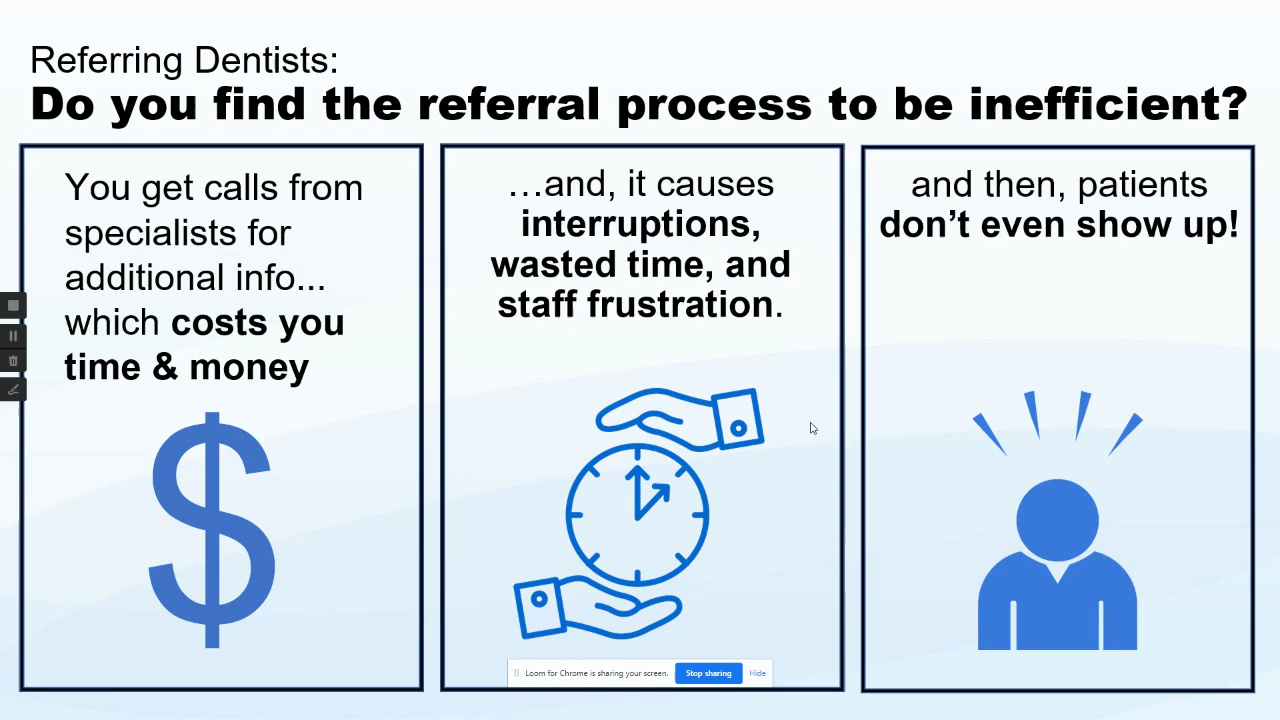 Referring Dentists:
Do you find the referral process to be inefficient?
You get calls from
specialists for
additional info...
which costs you
time & money
$
…and, it causes
interruptions,
wasted time, and
staff frustration.
and then, patients
don’t even show up!
Loom for Chrome is sharing your screen.
Stop sharing
Hide